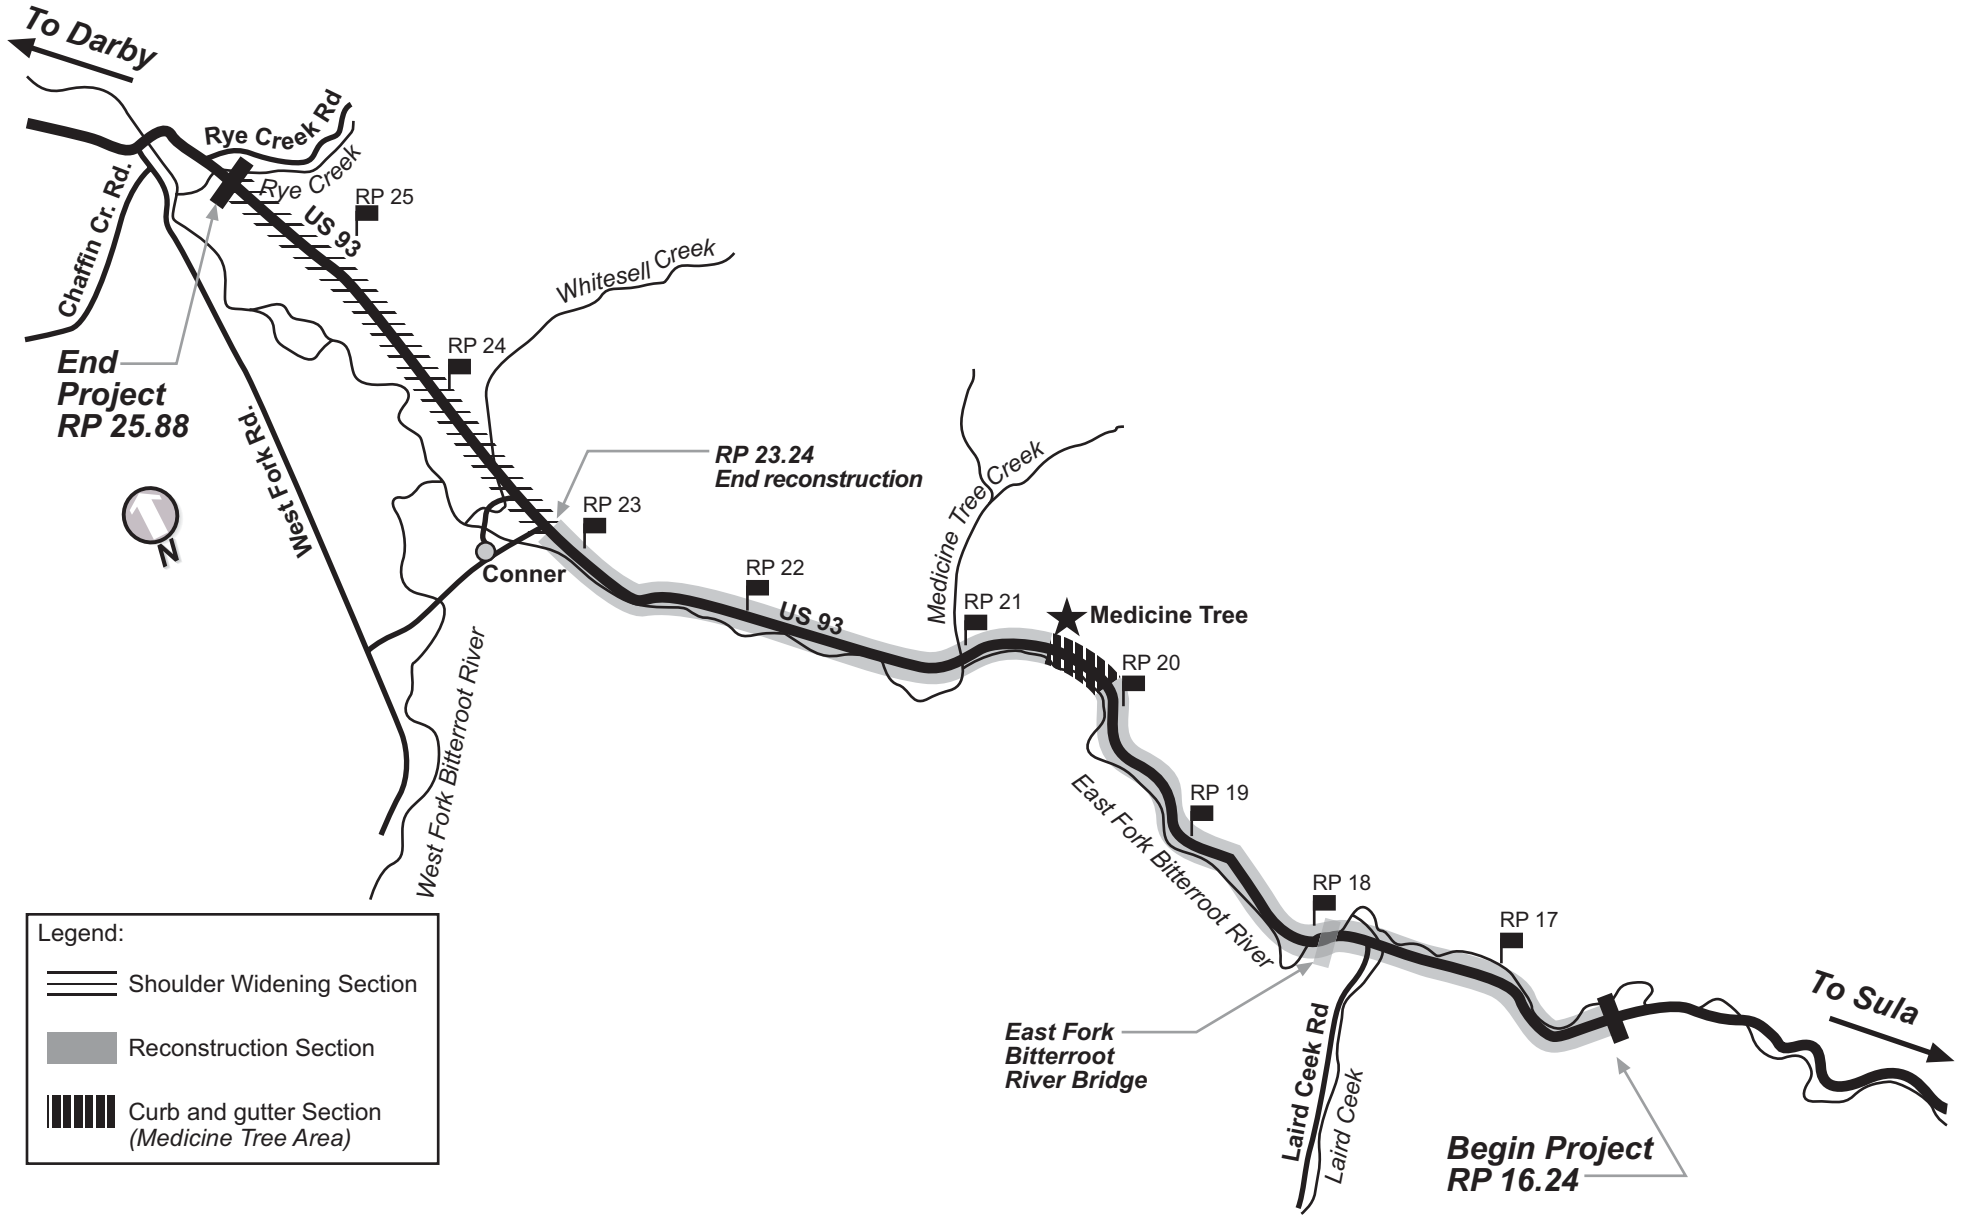 To Darby
Rye Creek Rd
Rye Creek
Chaffin Cr. Rd.
US 93
RP 25
Whitesell Creek
RP 24
End
Project
RP 25.88
West Fork Rd.
RP 23.24
End reconstruction
RP 23
N
Conner
RP 22
US 93
Medicine Tree Creek
RP 21
Medicine Tree
RP 20
West Fork Bitterroot River
East Fork Bitterroot River
RP 19
RP 18
RP 17
To Sula
East Fork
Bitterroot
River Bridge
Laird Ceek Rd
Laird Ceek
Begin Project
RP 16.24
Legend:
Shoulder Widening Section
Reconstruction Section
Curb and gutter Section
(Medicine Tree Area)